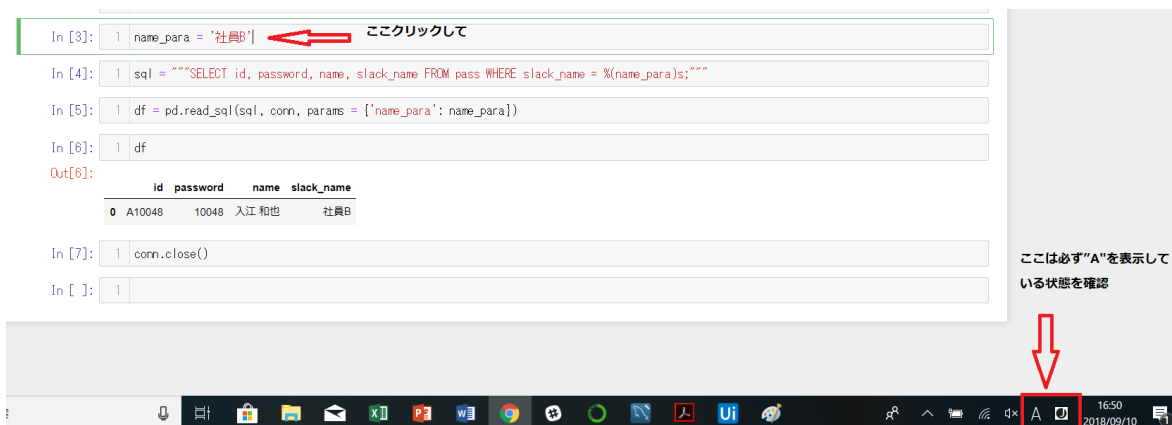 In [3]: 1 name_para = '社員B' ここクリックして
In [4]: 1 sql = """SELECT id, password, name, slack_name FROM pass WHERE slack_name = %(name_para)s;"""
In [5]: 1 df = pd.read_sql(sql, conn, params = {'name_para': name_para})
In [6]: 1 df
Out[6]:
id password name slack_name
0 A10048 10048 入江 和也 社員B
In [7]: 1 conn.close()
ここは必ず"A"を表示して
いる状態を確認
In [ ]: 1
A
16:50
2018/09/10
Ui
1